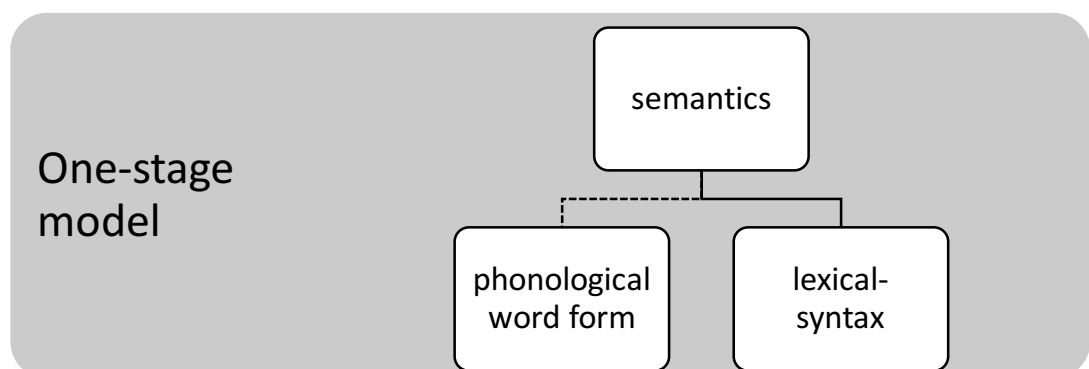 One-stage
model
semantics
phonological
word form
lexical-
syntax